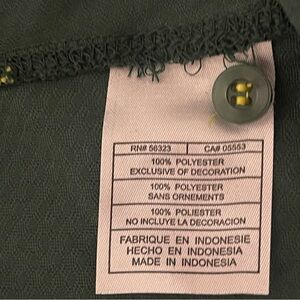 RN# 56323 CA# 05553
100% POLYESTER
EXCLUSIVE OF DECORATION
100% POLYESTER
SANS ORNEMENTS
100% POLIESTER
NO INCLUYE LA DECORACION
FABRIQUE EN INDONESIE
HECHO EN INDONESIA
MADE IN INDONESIA